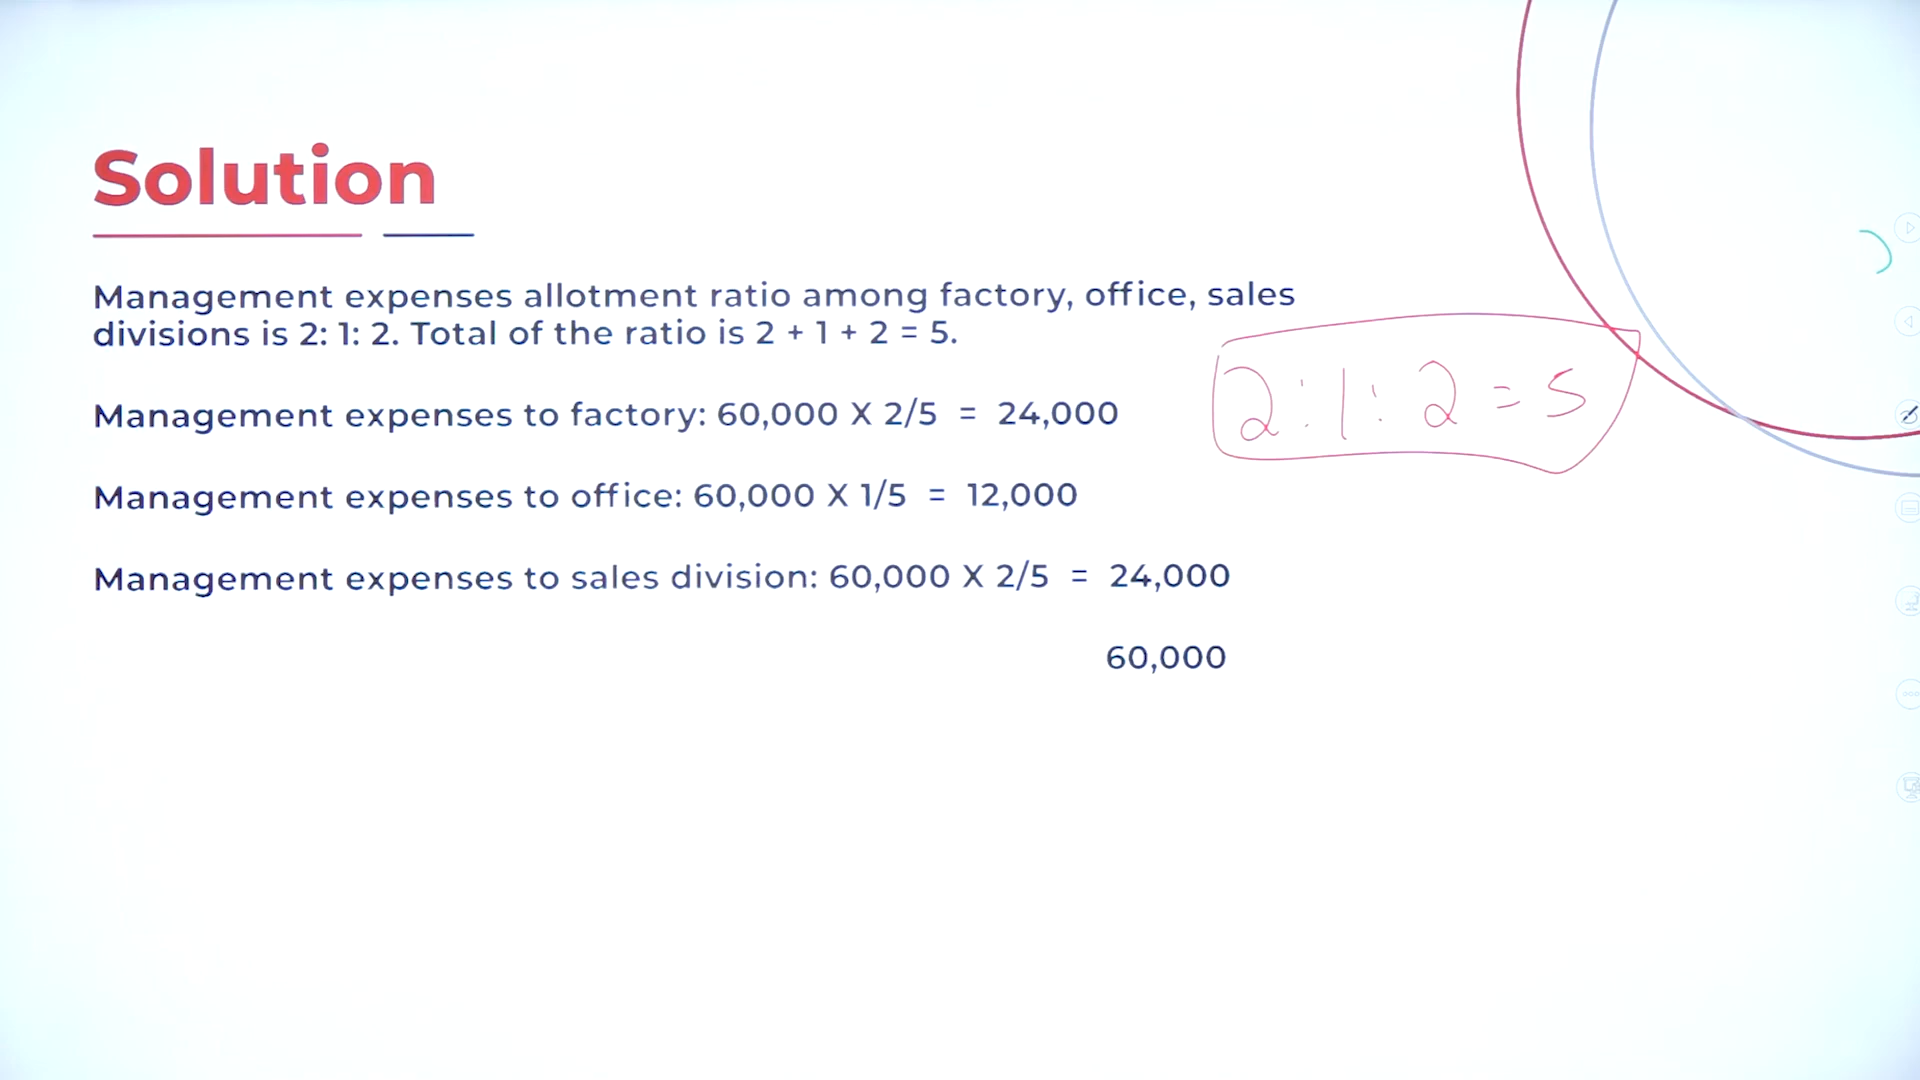 Solution
Management expenses allotment ratio among factory, office, sales
divisions is 2: 1: 2. Total of the ratio is 2 + 1 + 2 = 5.
2 : 1 : 2 = 5
Management expenses to factory: 60,000 X 2/5 = 24,000
Management expenses to office: 60,000 X 1/5 = 12,000
Management expenses to sales division: 60,000 X 2/5 = 24,000
60,000